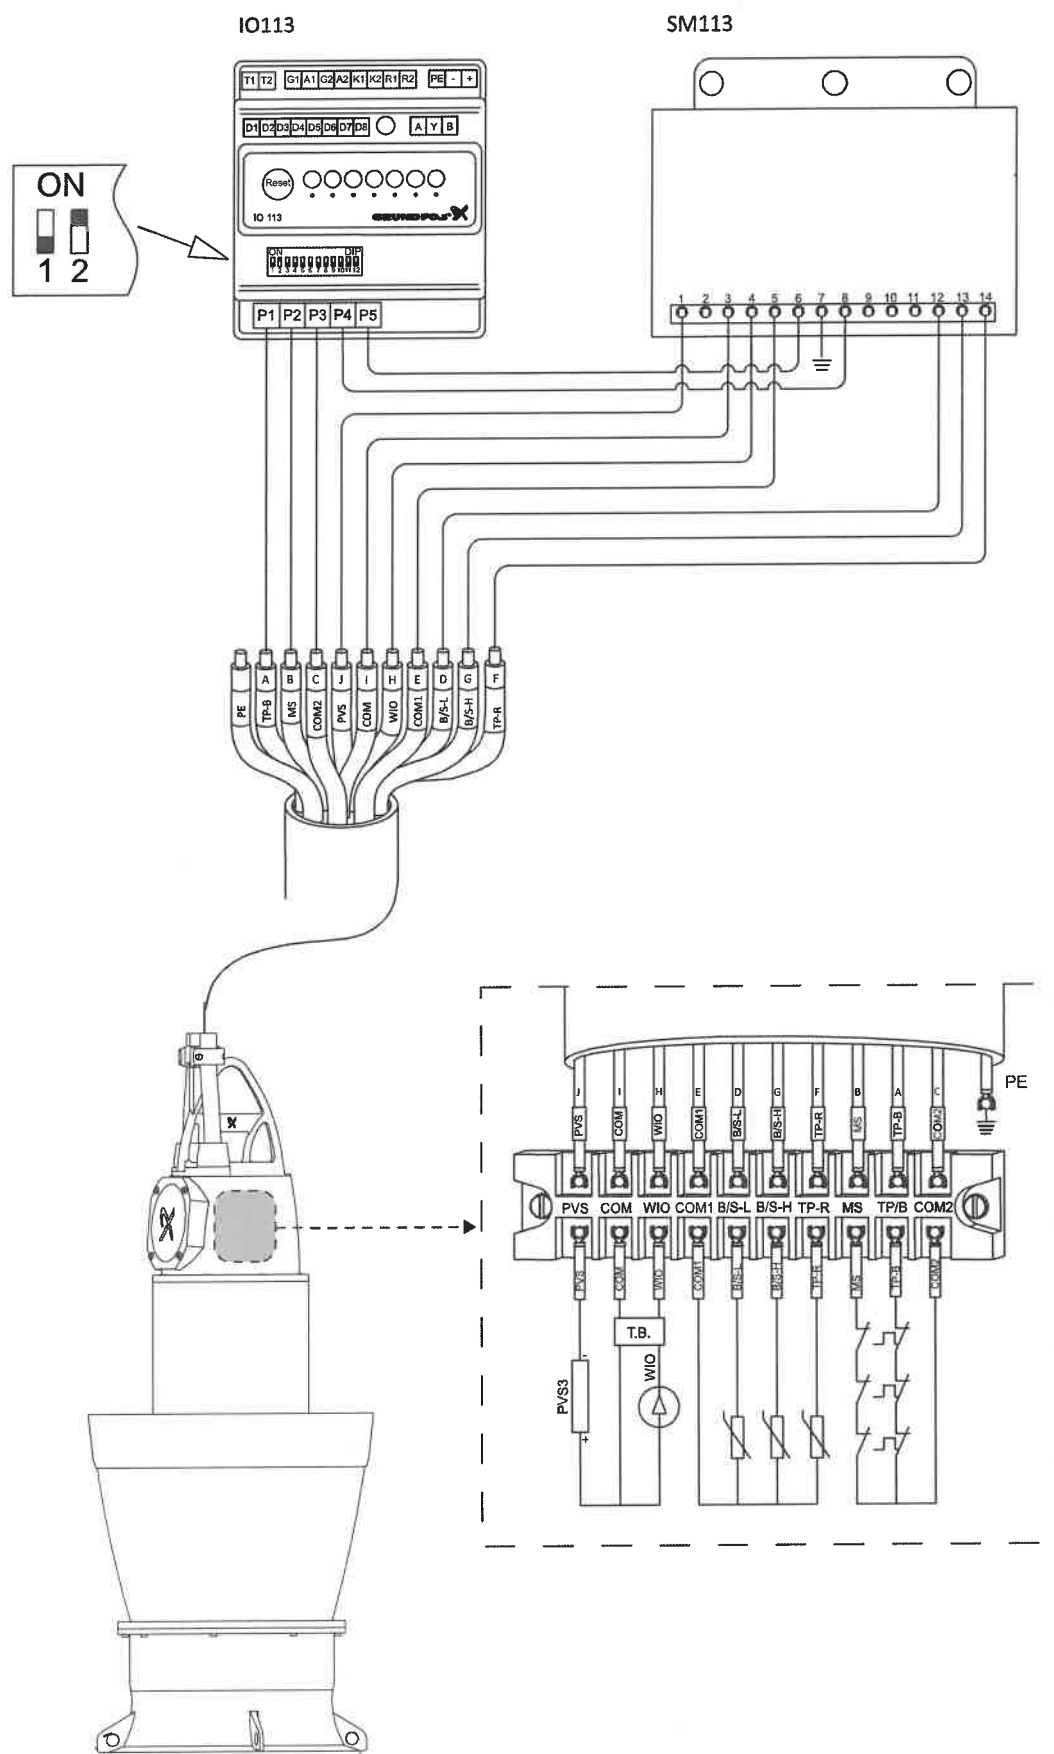 IO113
SM113
T1 T2 G1 A1 G2 A2 K1 K2 R1 R2 PE - +
D1 D2 D3 D4 D5 D6 D7 D8 A Y B
Reset
IO 113 GRUNDFOS
ON DIP
1 2 3 4 5 6 7 8 9 10 11 12
P1 P2 P3 P4 P5
ON
1 2
1 2 3 4 5 6 7 8 9 10 11 12 13 14
A B C J I H E D G F
PE TP-B MS COM2 PVS COM WIO COM1 B/S-L B/S-H TP-R
J I H E D G F B A C
PE
PVS COM WIO COM1 B/S-L B/S-H TP-R MS TP-B COM2
PVS COM WIO COM1 B/S-L B/S-H TP-R MS TP/B COM2
PVS COM WIO COM1 B/S-L B/S-H TP-R MS TP-B COM2
T.B.
WIO
-
PVS3
+